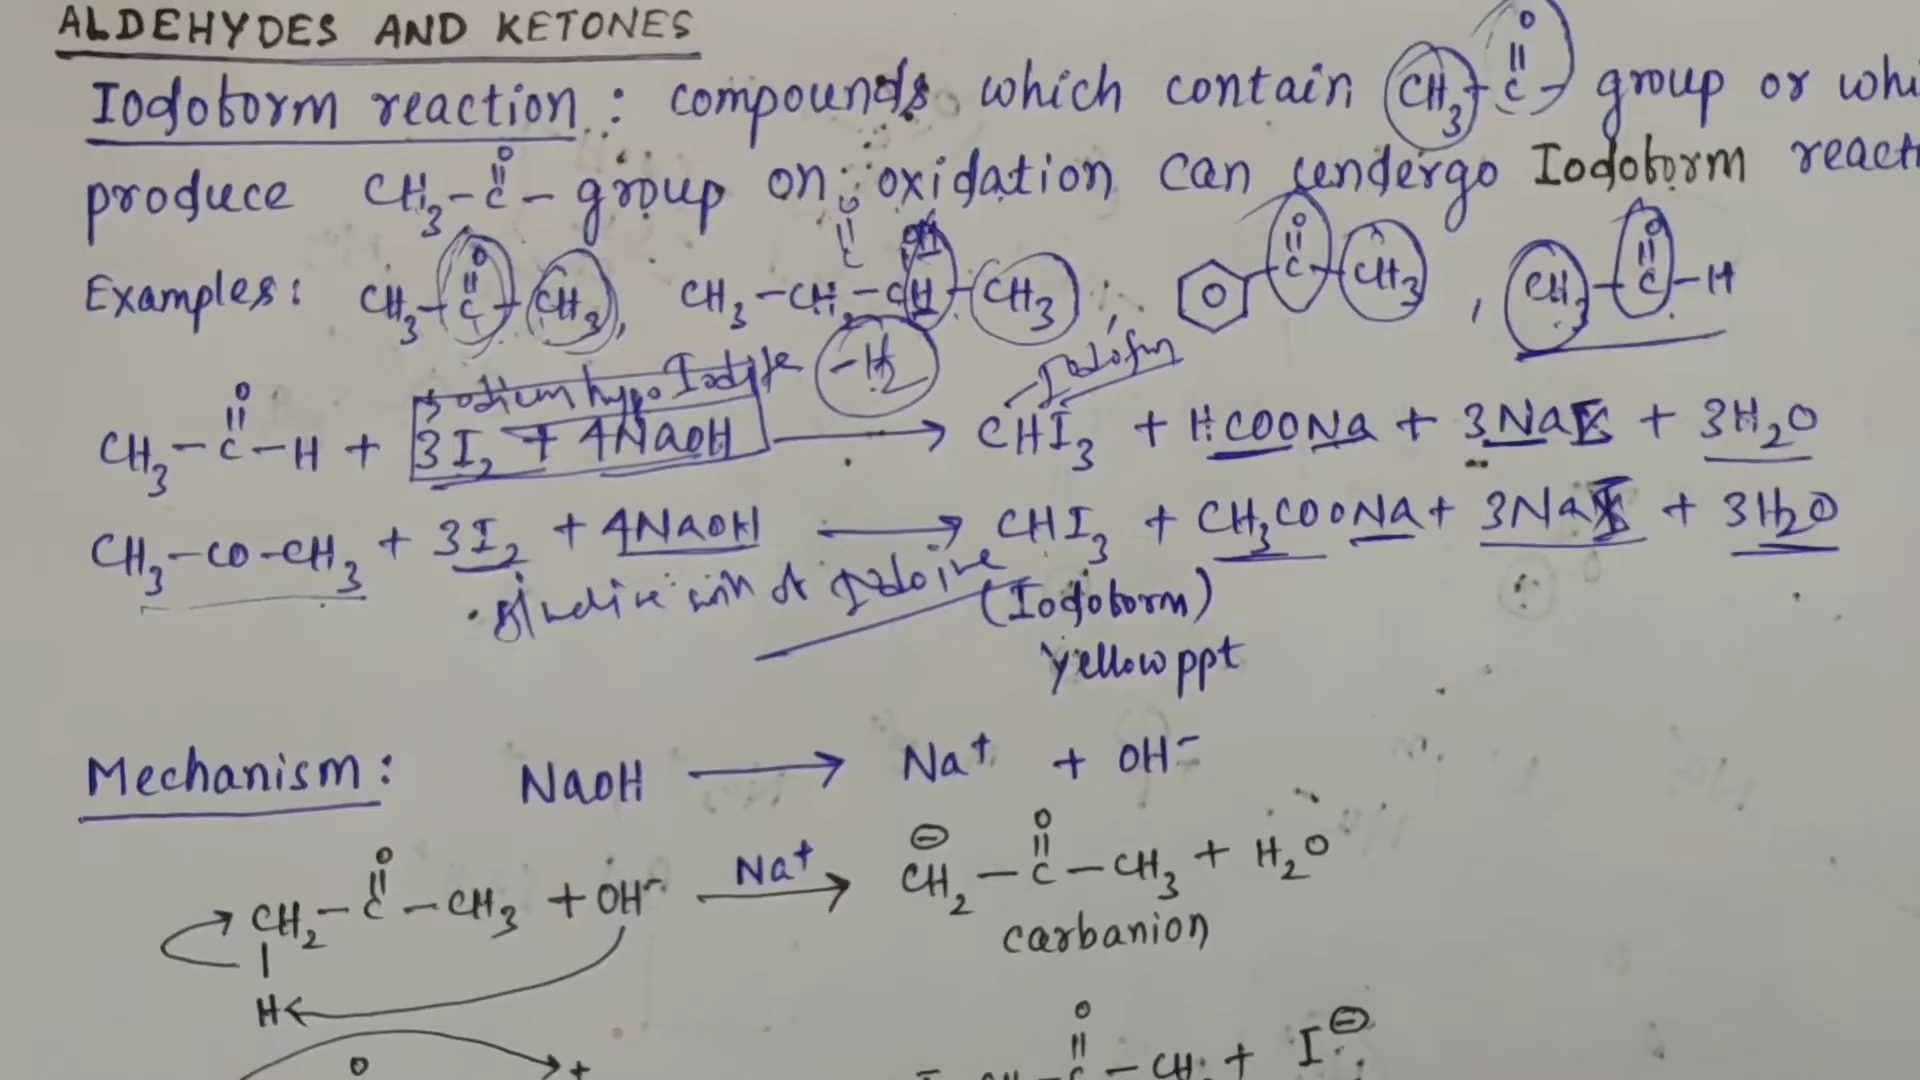 ALDEHYDES AND KETONES
Iodoform reaction : compounds which contain CH3-C(=O)- group or whi
produce CH3-C(=O)- group on oxidation can undergo Iodoform react
Examples: CH3-C(=O)-CH3, CH3-CH2-CH(OH)-CH3, C(=O)-CH3, CH3-C(=O)-H
sodium hypo Iodite -H2
CH3-C(=O)-H + 3I2 + 4NaOH → CHI3 + HCOONa + 3NaI + 3H2O
CH3-CO-CH3 + 3I2 + 4NaOH → CHI3 + CH3COONa + 3NaI + 3H2O
(Iodoform)
yellow ppt
Mechanism: NaOH → Na+ + OH-
CH2-C(=O)-CH3 + OH- Na+ → ⊖CH2-C(=O)-CH3 + H2O
H carbanion
O + + I⊖